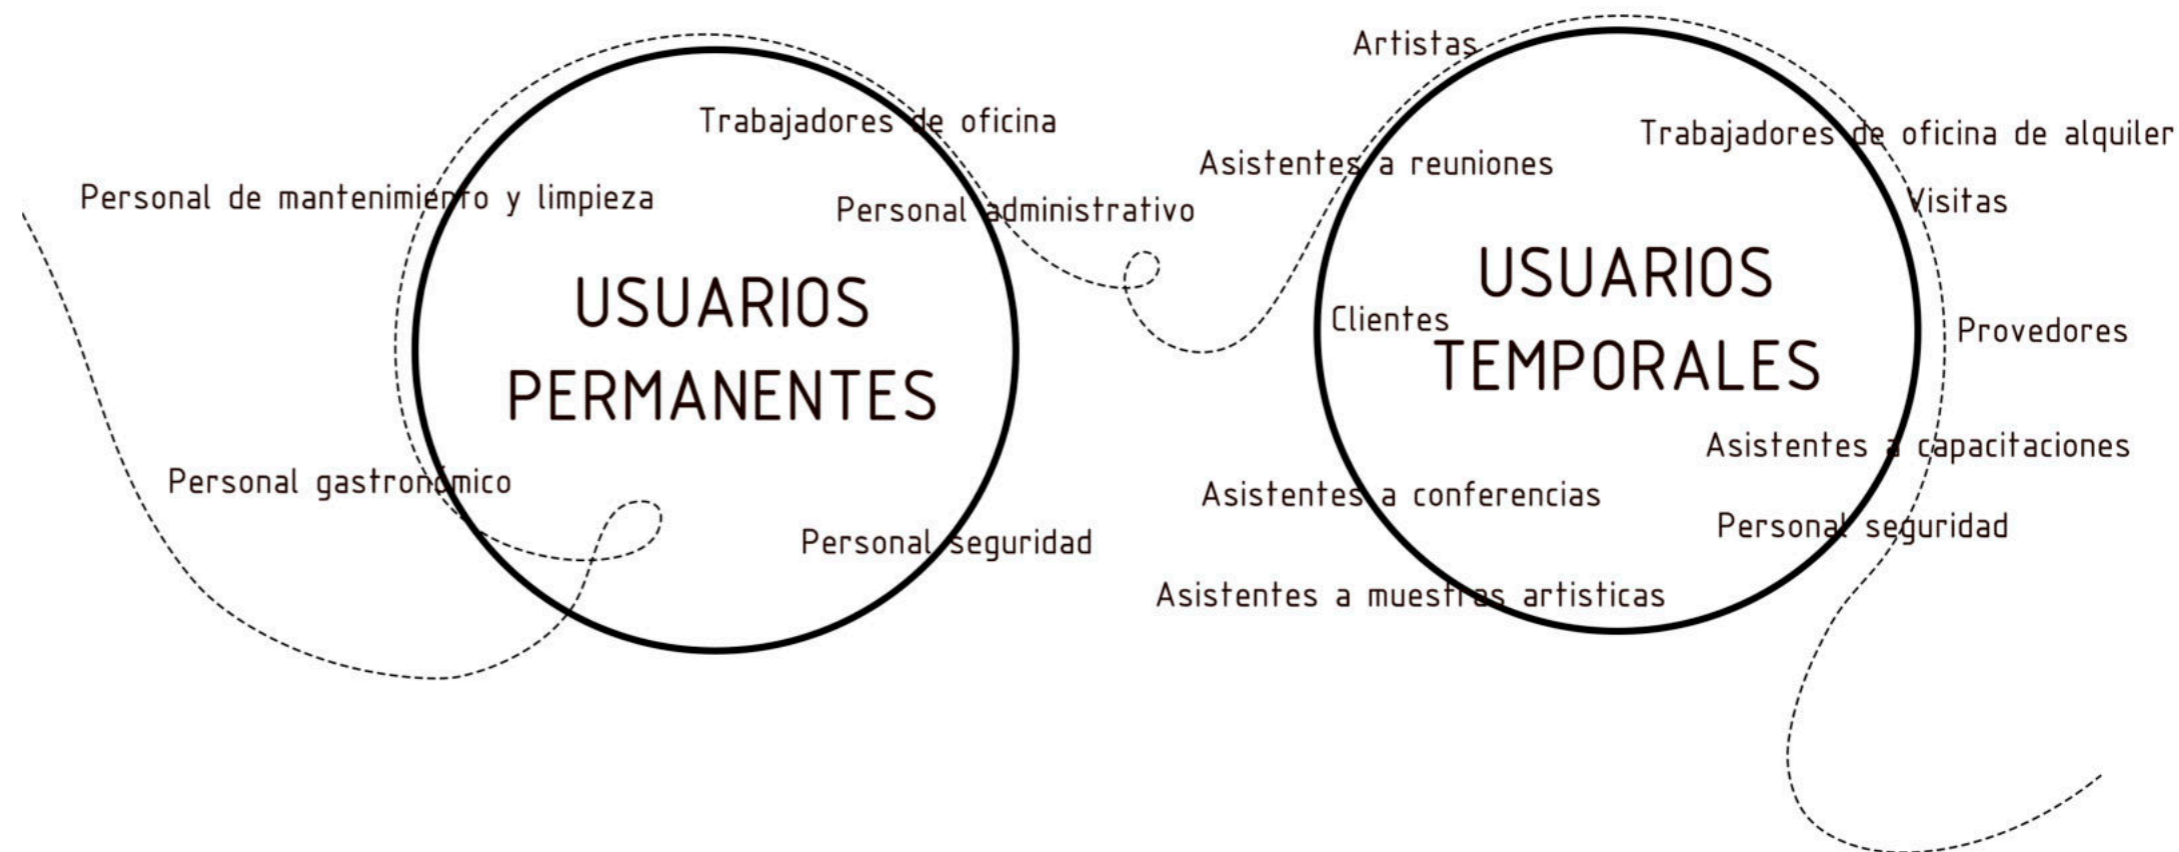 Trabajadores de oficina
Personal de mantenimiento y limpieza
Personal administrativo
USUARIOS
PERMANENTES
Personal gastronómico
Personal seguridad
Artistas
Trabajadores de oficina de alquiler
Asistentes a reuniones
Visitas
USUARIOS
TEMPORALES
Clientes
Provedores
Asistentes a capacitaciones
Asistentes a conferencias
Personal seguridad
Asistentes a muestras artisticas